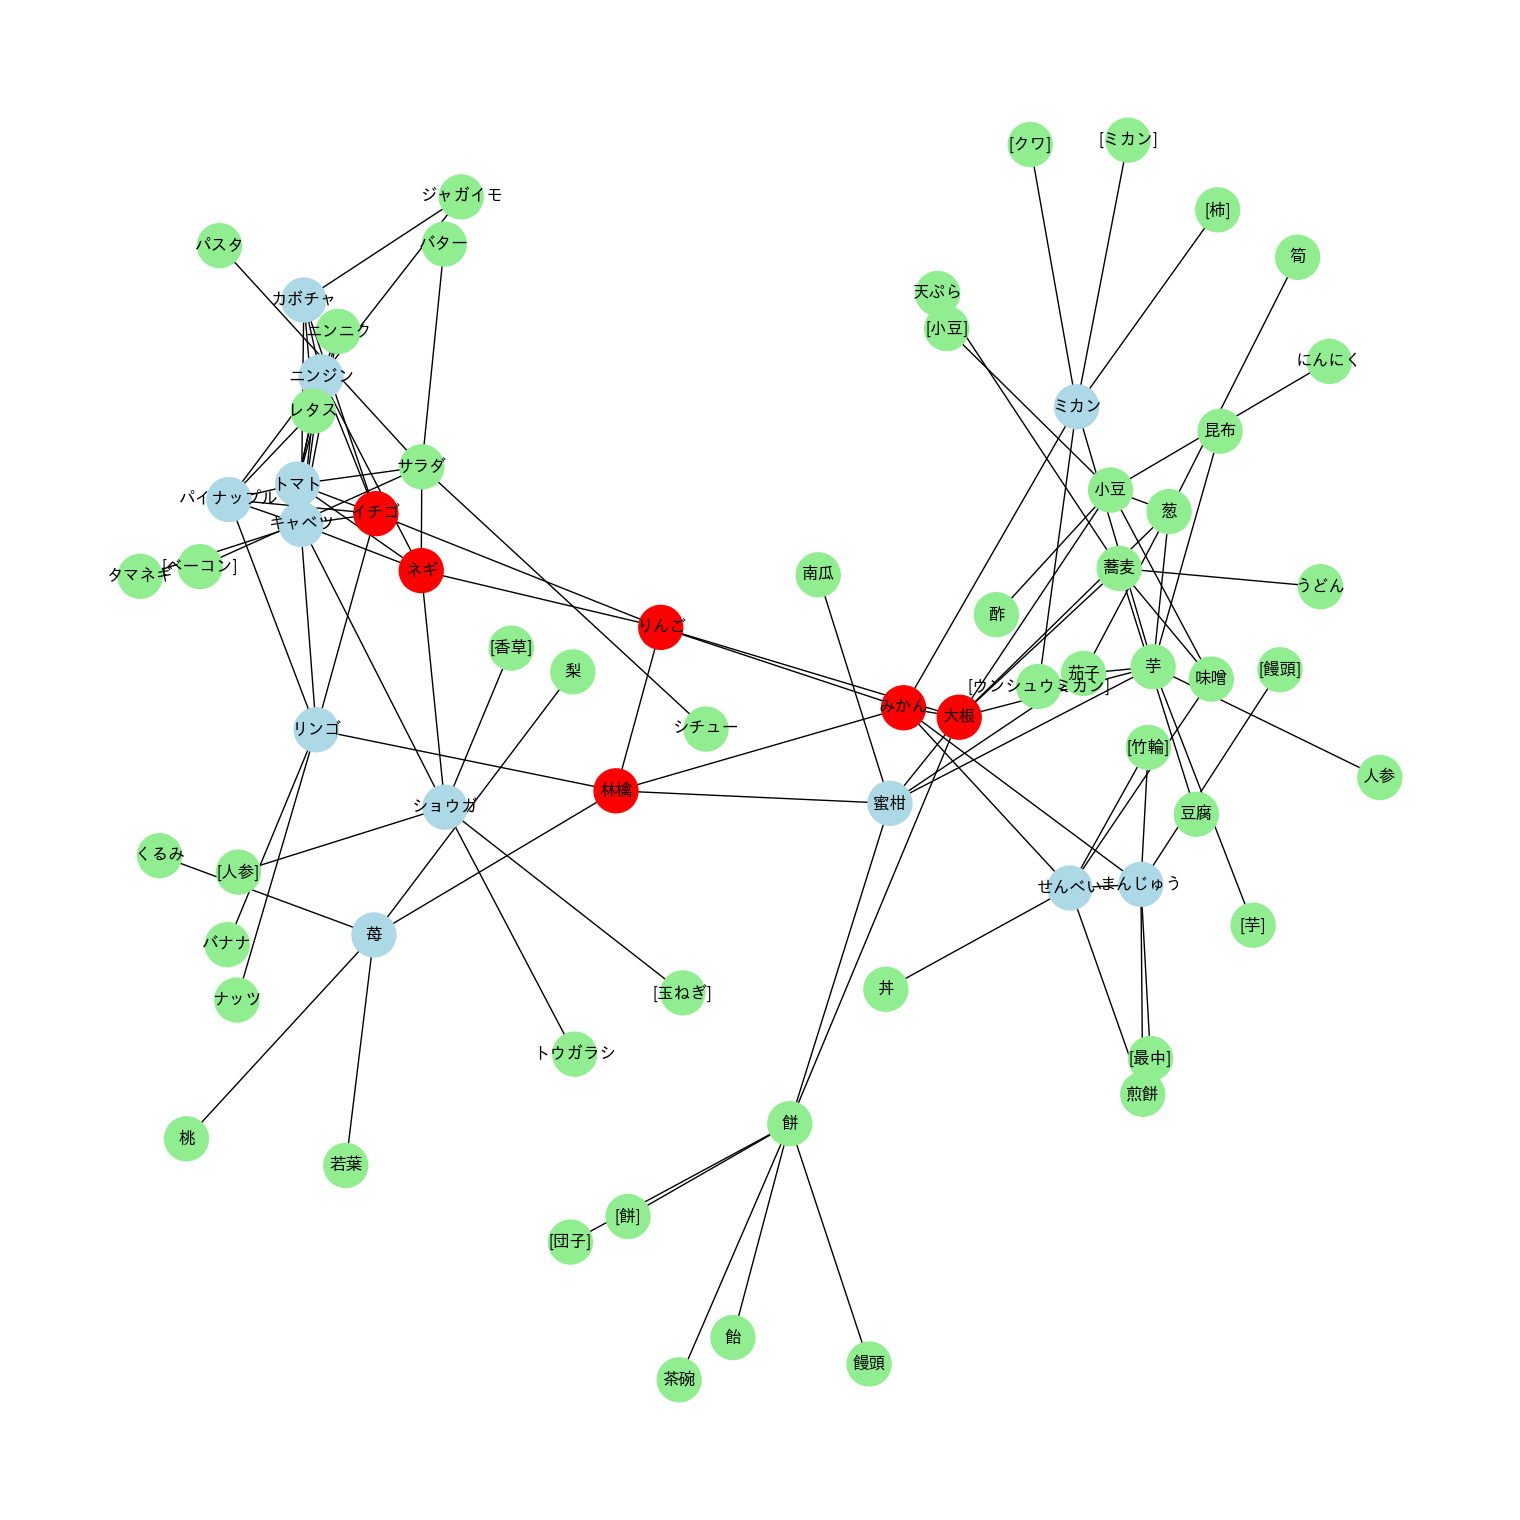 [クワ]
[ミカン]
ジャガイモ
[柿]
パスタ
バター
筍
天ぷら
カボチャ
[小豆]
ニンニク
にんにく
ニンジン
ミカン
レタス
昆布
サラダ
トマト
小豆
パイナップル
イチゴ
葱
キャベツ
[ベーコン]
ネギ
蕎麦
タマネギ
南瓜
うどん
酢
りんご
[香草]
芋
[饅頭]
梨
茄子
味噌
[ウンシュウミカン]
みかん
大根
シチュー
リンゴ
[竹輪]
人参
林檎
蜜柑
ショウガ
豆腐
くるみ
[人参]
せんべい
まんじゅう
[芋]
苺
バナナ
丼
[玉ねぎ]
ナッツ
トウガラシ
[最中]
煎餅
餅
桃
若葉
[餅]
[団子]
飴
饅頭
茶碗